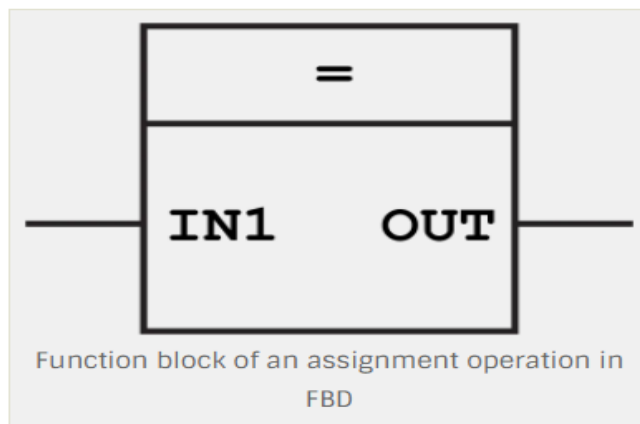 =
IN1 OUT
Function block of an assignment operation in
FBD